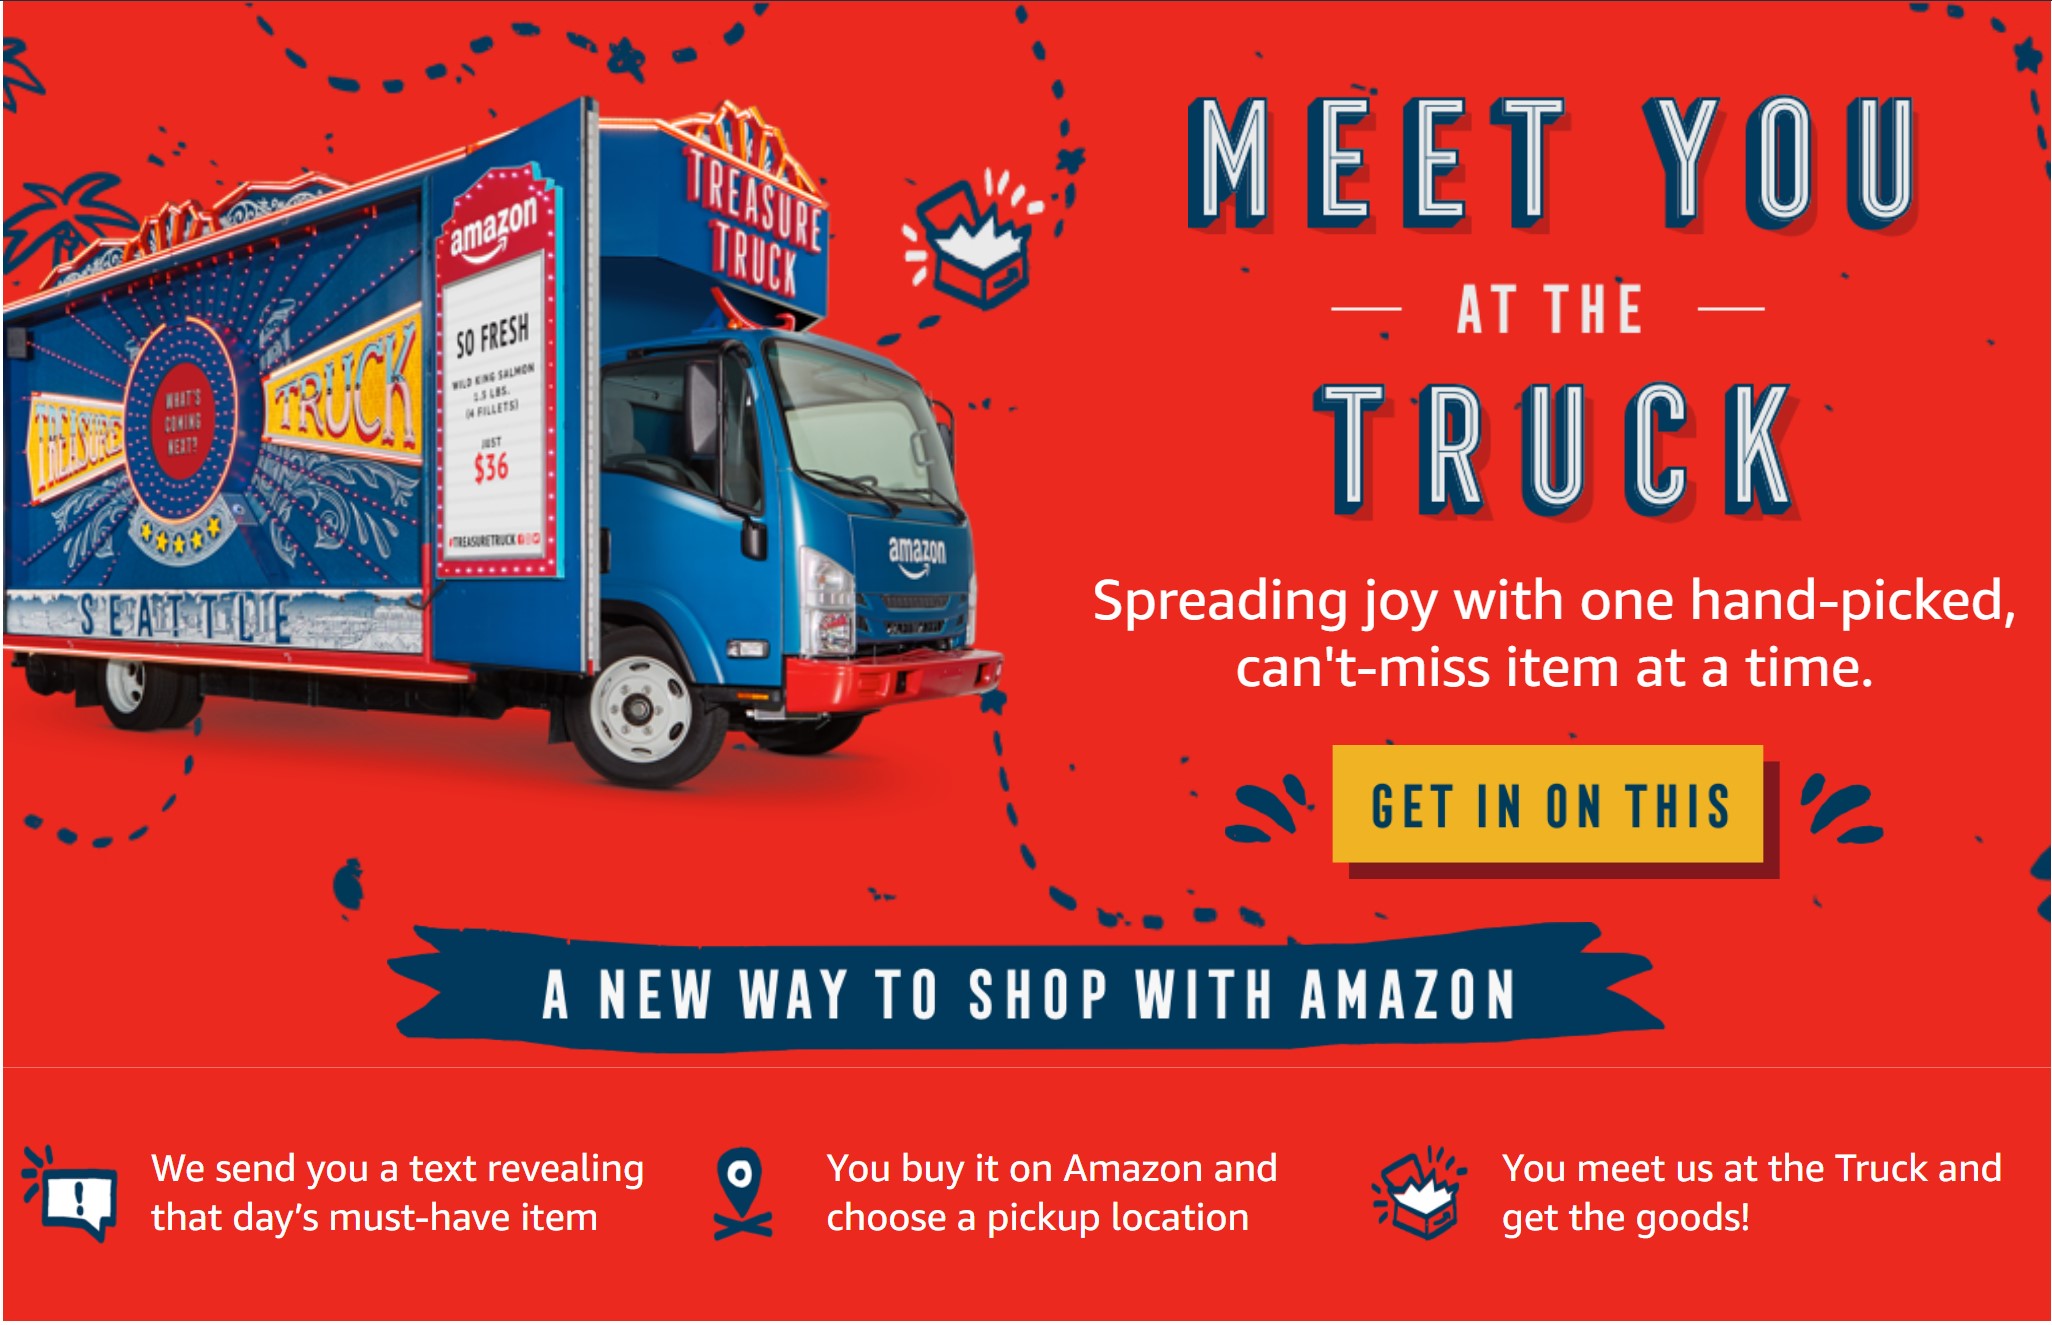 TREASURE
TRUCK
amazon
SO FRESH
WILD KING SALMON
1.5 LBS.
(4 FILLETS)
JUST
$36
#TREASURETRUCK
TREASURE
WHAT'S
COMING
NEXT?
TRUCK
SEATTLE
amazon
MEET YOU
AT THE
TRUCK
Spreading joy with one hand-picked,
can't-miss item at a time.
GET IN ON THIS
A NEW WAY TO SHOP WITH AMAZON
We send you a text revealing
that day’s must-have item
You buy it on Amazon and
choose a pickup location
You meet us at the Truck and
get the goods!